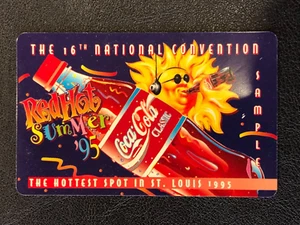 THE 16TH NATIONAL CONVENTION
SAMPLE
Red Hot
SUMMER
'95
Coca-Cola
CLASSIC
THE HOTTEST SPOT IN ST. LOUIS 1995